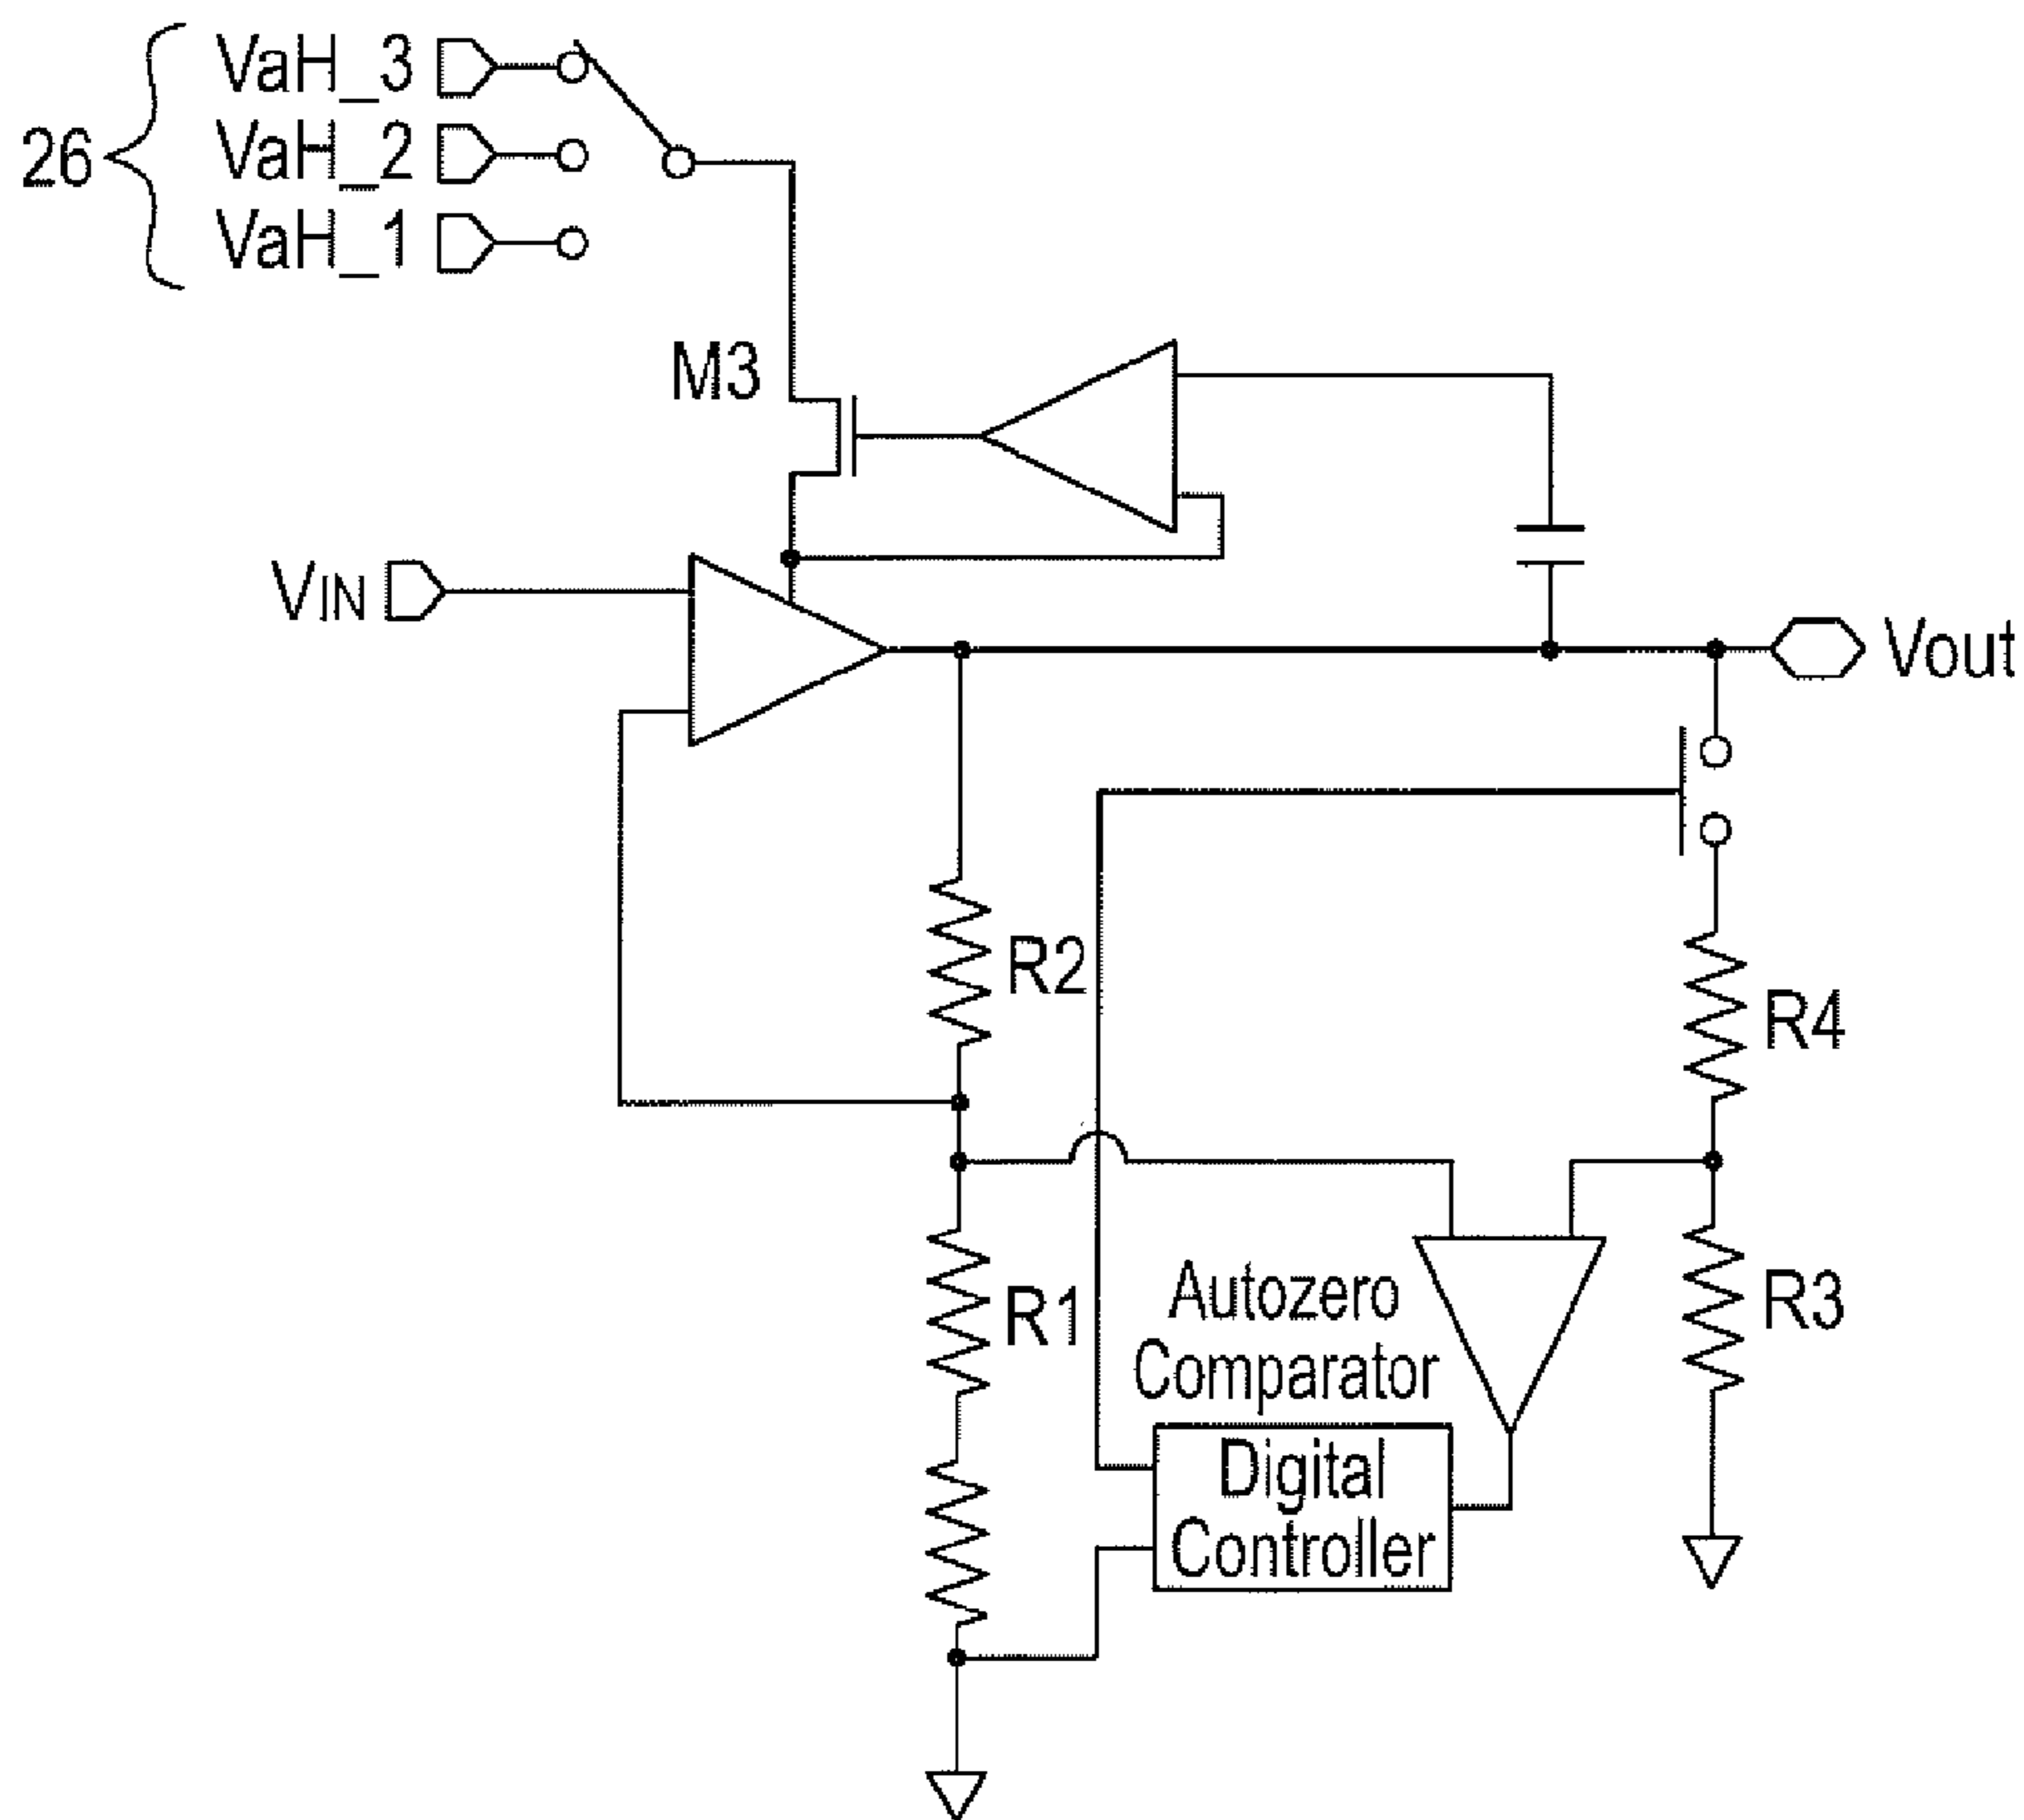 VaH_3
26
VaH_2
VaH_1
M3
VIN
Vout
R2
R4
R1
Autozero
Comparator
R3
Digital
Controller